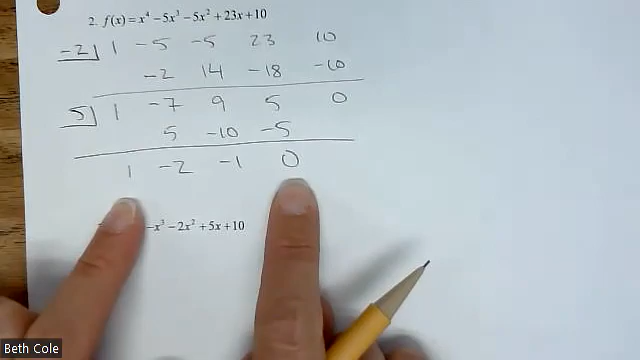 2. f(x) = x⁴ − 5x³ − 5x² + 23x + 10
-2 | 1 -5 -5 23 10
-2 14 -18 -10
5 | 1 -7 9 5 0
5 -10 -5
1 -2 -1 0
−x³ − 2x² + 5x + 10
Beth Cole